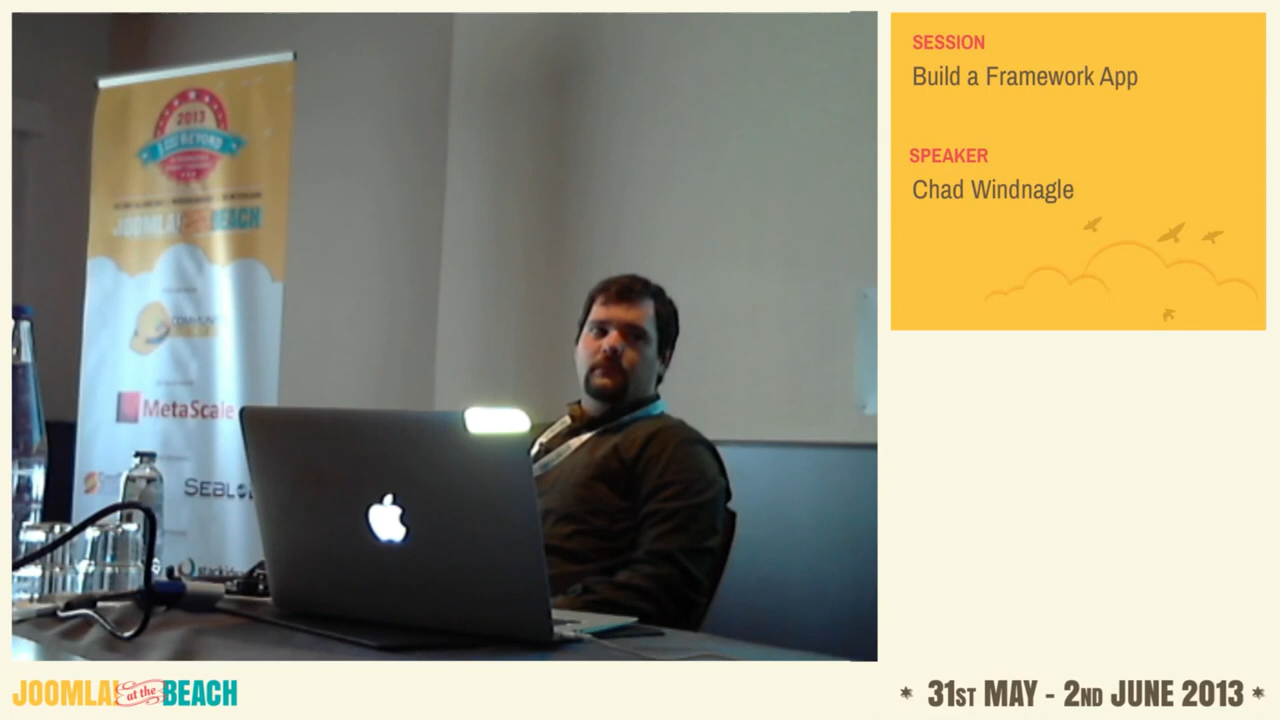 SESSION
Build a Framework App
SPEAKER
Chad Windnagle
2013
BEYOND
JOOMLA! BEACH
MetaScale
JOOMLA! at the BEACH
* 31ST MAY - 2ND JUNE 2013 *